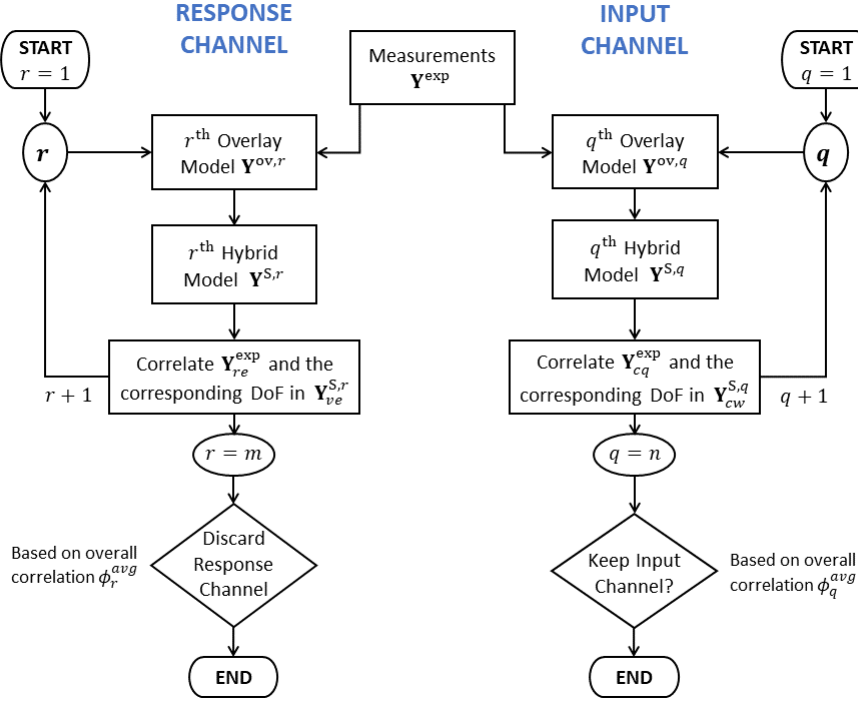 RESPONSE
CHANNEL
START
r = 1
r
r^th Overlay
Model Y^ov,r
r^th Hybrid
Model Y^S,r
Correlate Y_re^exp and the
corresponding DoF in Y_ve^S,r
r + 1
r = m
Discard
Response
Channel
Based on overall
correlation ϕ_r^avg
END
Measurements
Y^exp
INPUT
CHANNEL
START
q = 1
q
q^th Overlay
Model Y^ov,q
q^th Hybrid
Model Y^S,q
Correlate Y_cq^exp and the
corresponding DoF in Y_cw^S,q
q + 1
q = n
Keep Input
Channel?
Based on overall
correlation ϕ_q^avg
END